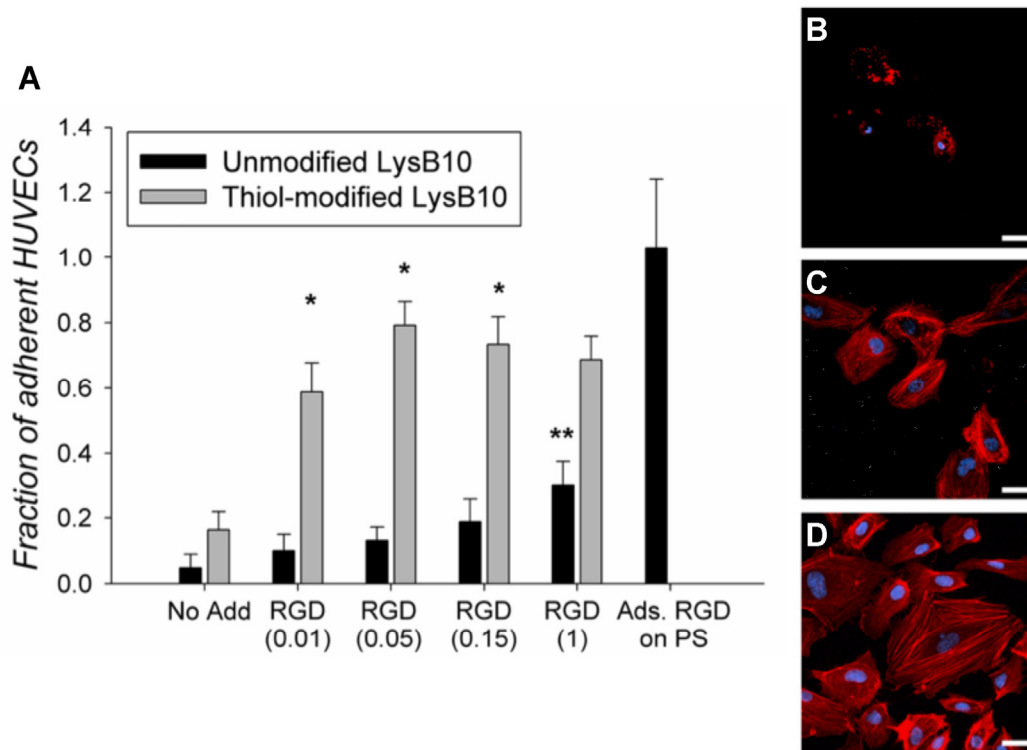 A
Fraction of adherent HUVECs
1.4
1.2
1.0
0.8
0.6
0.4
0.2
0.0
Unmodified LysB10
Thiol-modified LysB10
*
*
*
**
No Add
RGD
(0.01)
RGD
(0.05)
RGD
(0.15)
RGD
(1)
Ads. RGD
on PS
B
C
D